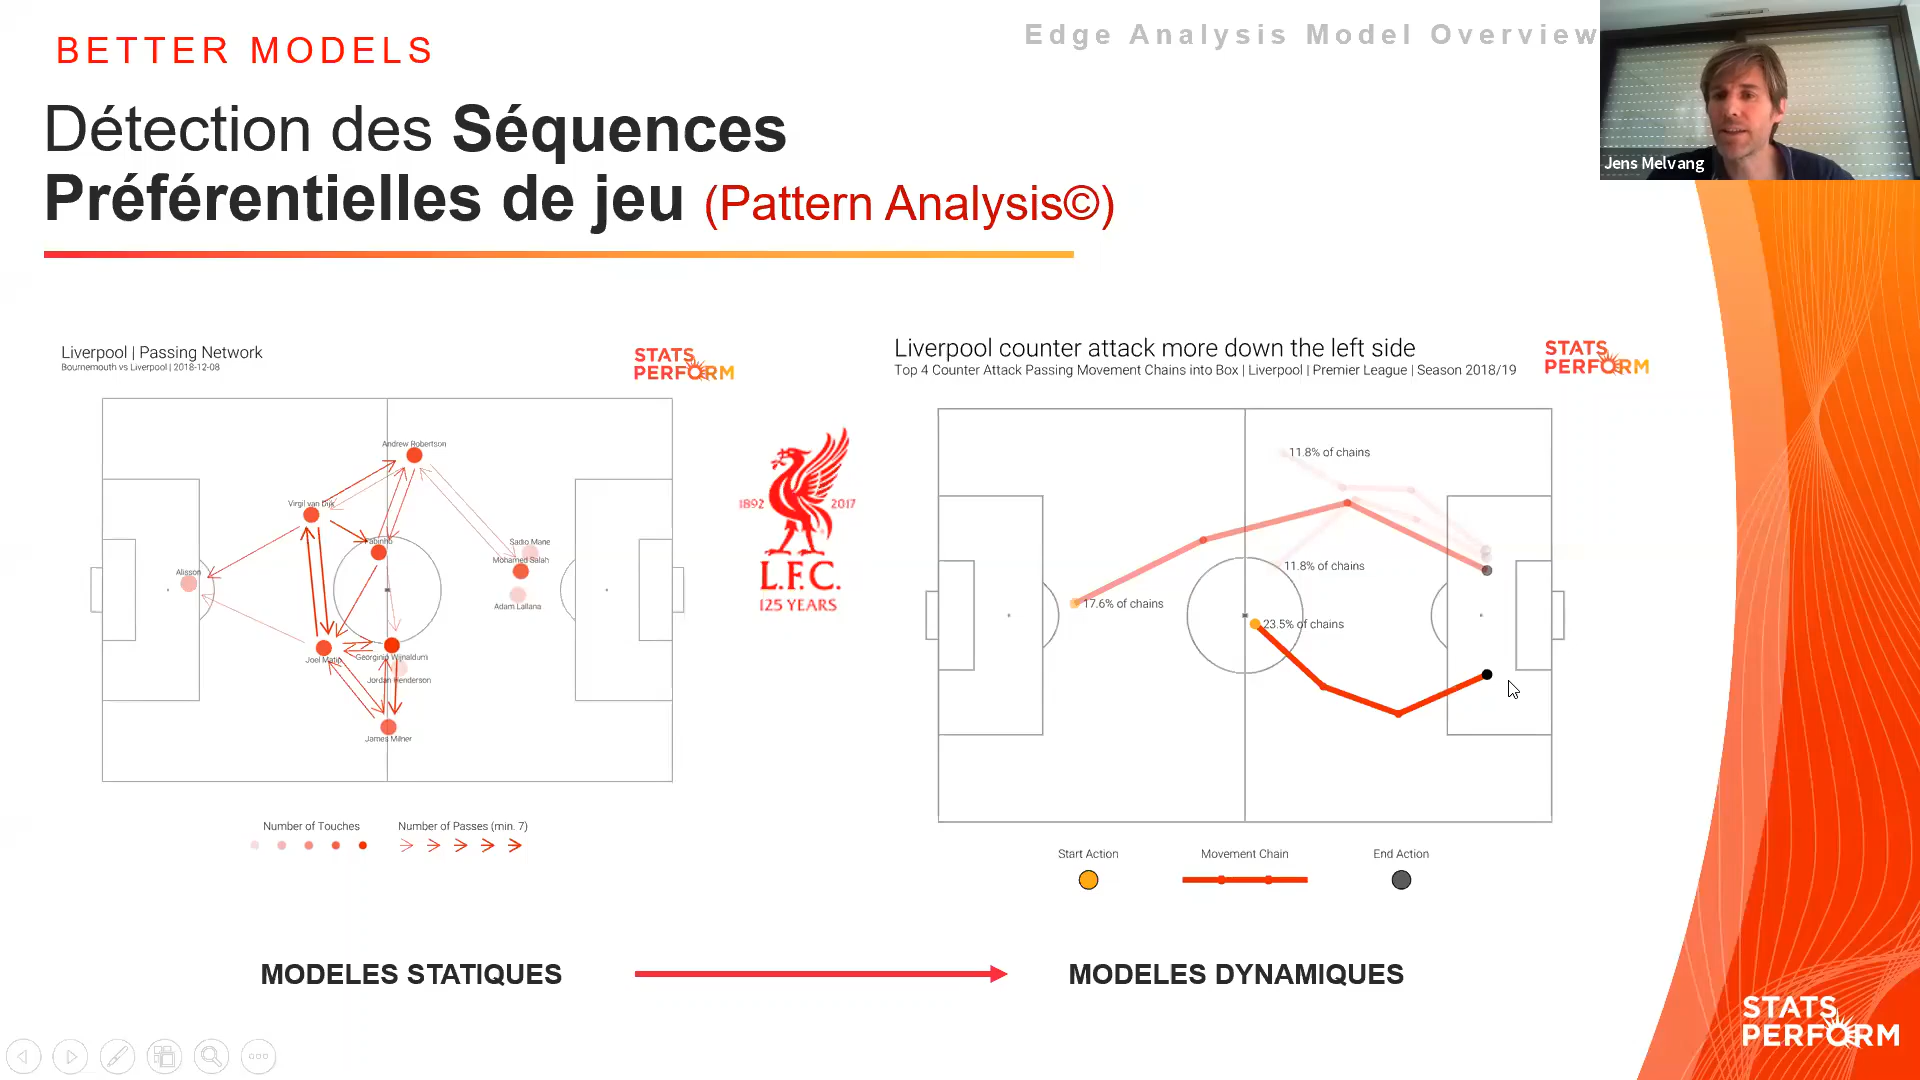 BETTER MODELS
Edge Analysis Model Overview
Jens Melvang
Détection des Séquences
Préférentielles de jeu (Pattern Analysis©)
Liverpool | Passing Network
Bournemouth vs Liverpool | 2018-12-08
STATS
PERFORM
Andrew Robertson
Virgil van Dijk
Fabinho
Sadio Mane
Mohamed Salah
Alisson
Adam Lallana
Joel Matip
Georginio Wijnaldum
Jordan Henderson
James Milner
Number of Touches
Number of Passes (min. 7)
1892
2017
L.F.C.
125 YEARS
Liverpool counter attack more down the left side
Top 4 Counter Attack Passing Movement Chains into Box | Liverpool | Premier League | Season 2018/19
STATS
PERFORM
11.8% of chains
11.8% of chains
17.6% of chains
23.5% of chains
Start Action
Movement Chain
End Action
MODELES STATIQUES
MODELES DYNAMIQUES
STATS
PERFORM